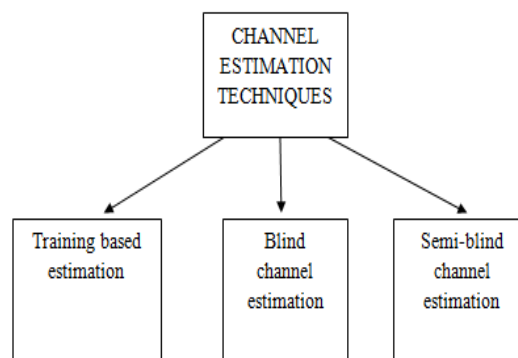 CHANNEL
ESTIMATION
TECHNIQUES
Training based
estimation
Blind
channel
estimation
Semi-blind
channel
estimation